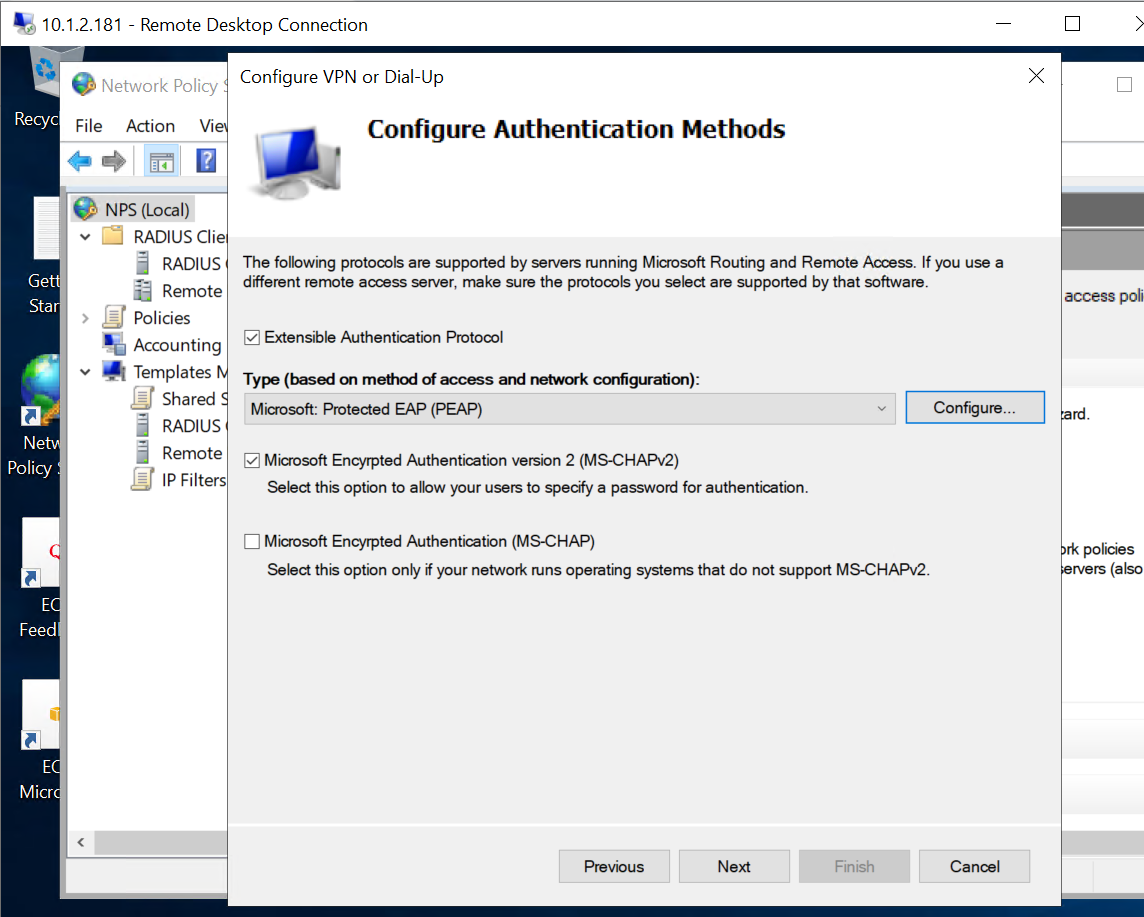 10.1.2.181 - Remote Desktop Connection
Recyc
Network Policy S
File Action View
NPS (Local)
RADIUS Clie
RADIUS
Remote
Policies
Accounting
Templates M
Shared S
RADIUS
Remote
IP Filters
Gett
Star
Netw
Policy S
EC
Feedl
EC
Micro
Configure VPN or Dial-Up
Configure Authentication Methods
The following protocols are supported by servers running Microsoft Routing and Remote Access. If you use a
different remote access server, make sure the protocols you select are supported by that software.
Extensible Authentication Protocol
Type (based on method of access and network configuration):
Microsoft: Protected EAP (PEAP)
Configure...
Microsoft Encyrpted Authentication version 2 (MS-CHAPv2)
Select this option to allow your users to specify a password for authentication.
Microsoft Encyrpted Authentication (MS-CHAP)
Select this option only if your network runs operating systems that do not support MS-CHAPv2.
Previous Next Finish Cancel
access poli
zard.
ork policies
servers (also